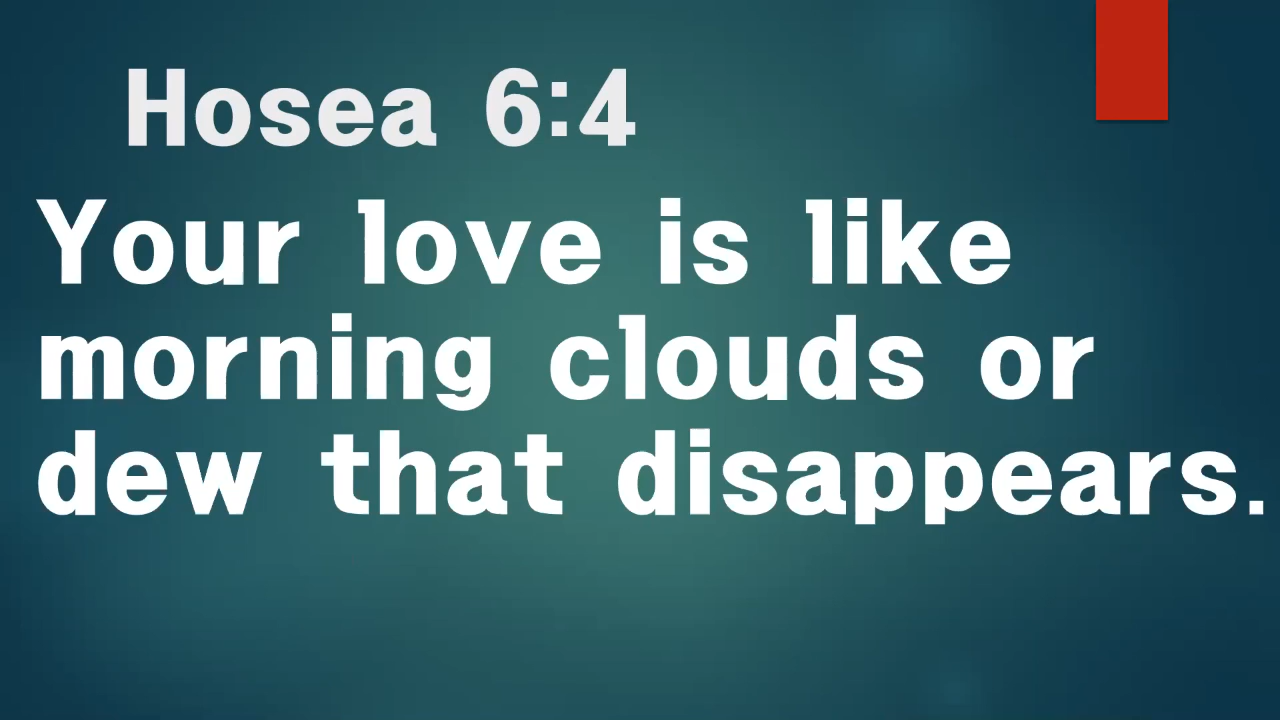 Hosea 6:4
Your love is like
morning clouds or
dew that disappears.